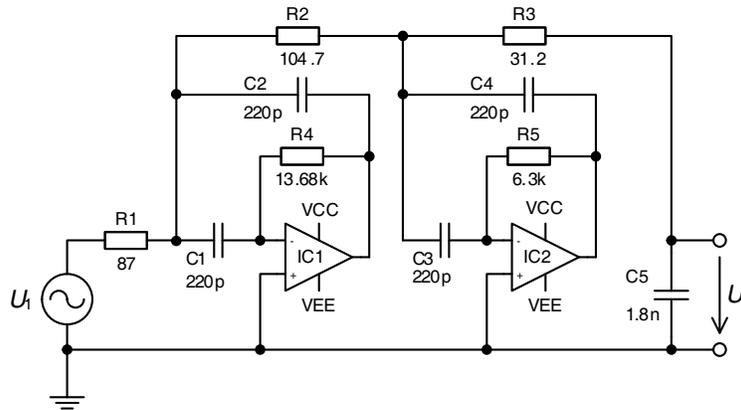 R2
104.7
R3
31.2
C2
220p
C4
220p
R4
13.68k
R5
6.3k
R1
87
VCC
VCC
C1
220p
-
IC1
+
C3
220p
-
IC2
+
VEE
VEE
U1
C5
1.8n
U